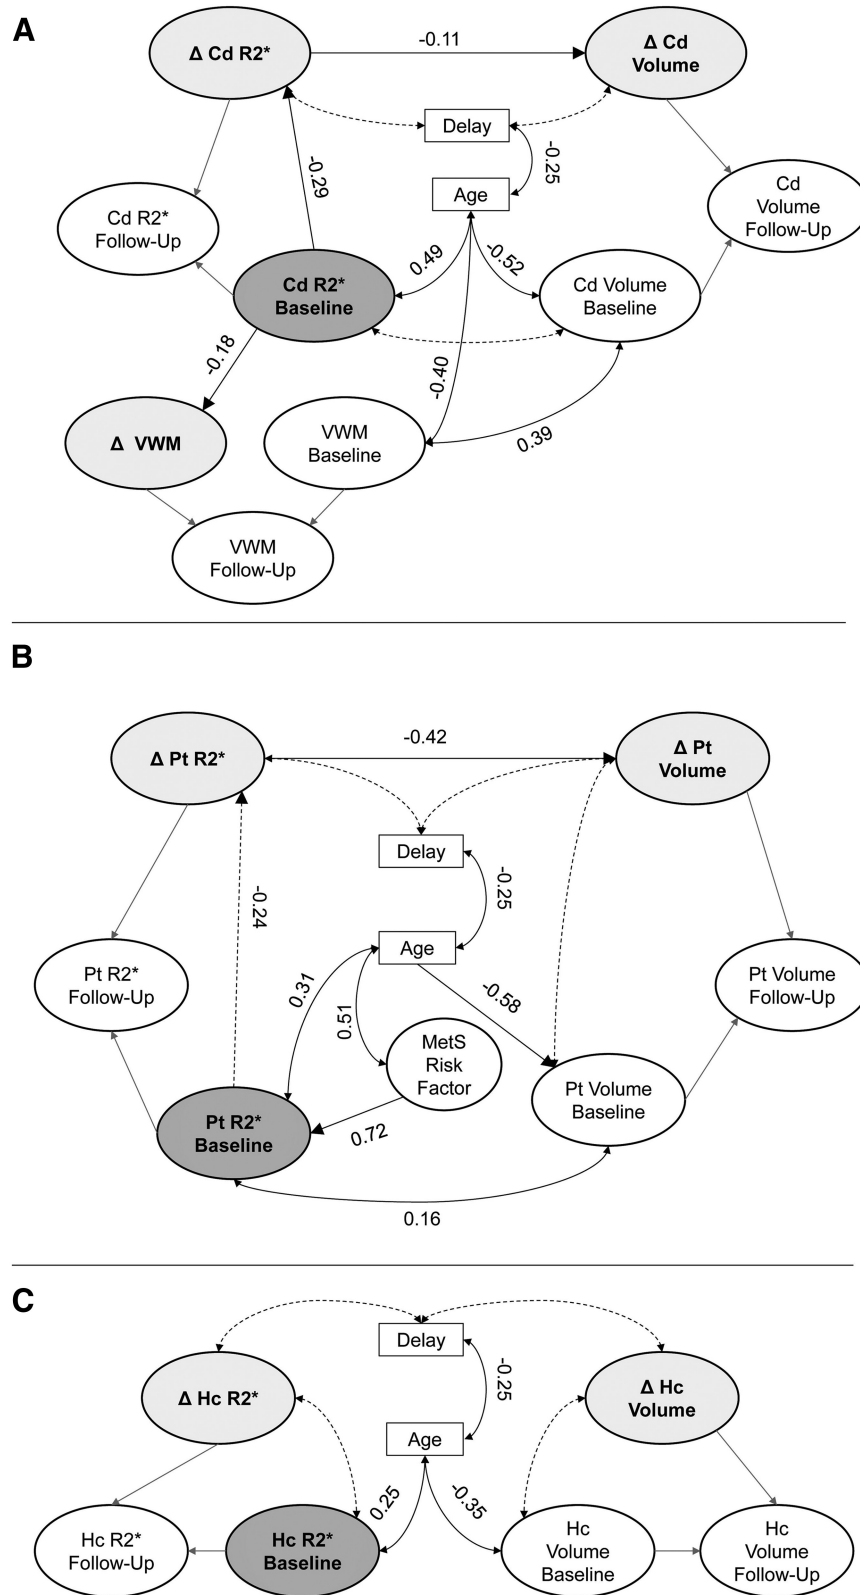 A
Δ Cd R2*
-0.11
Δ Cd
Volume
Delay
-0.25
-0.29
Age
Cd R2*
Follow-Up
Cd
Volume
Follow-Up
0.49
-0.52
Cd R2*
Baseline
Cd Volume
Baseline
-0.18
-0.40
Δ VWM
VWM
Baseline
0.39
VWM
Follow-Up
B
-0.42
Δ Pt R2*
Δ Pt
Volume
Delay
-0.25
-0.24
Age
Pt R2*
Follow-Up
Pt Volume
Follow-Up
0.31
0.51
-0.58
MetS
Risk
Factor
Pt Volume
Baseline
Pt R2*
Baseline
0.72
0.16
C
Delay
-0.25
Δ Hc R2*
Δ Hc
Volume
Age
0.25
-0.35
Hc R2*
Follow-Up
Hc R2*
Baseline
Hc
Volume
Baseline
Hc
Volume
Follow-Up